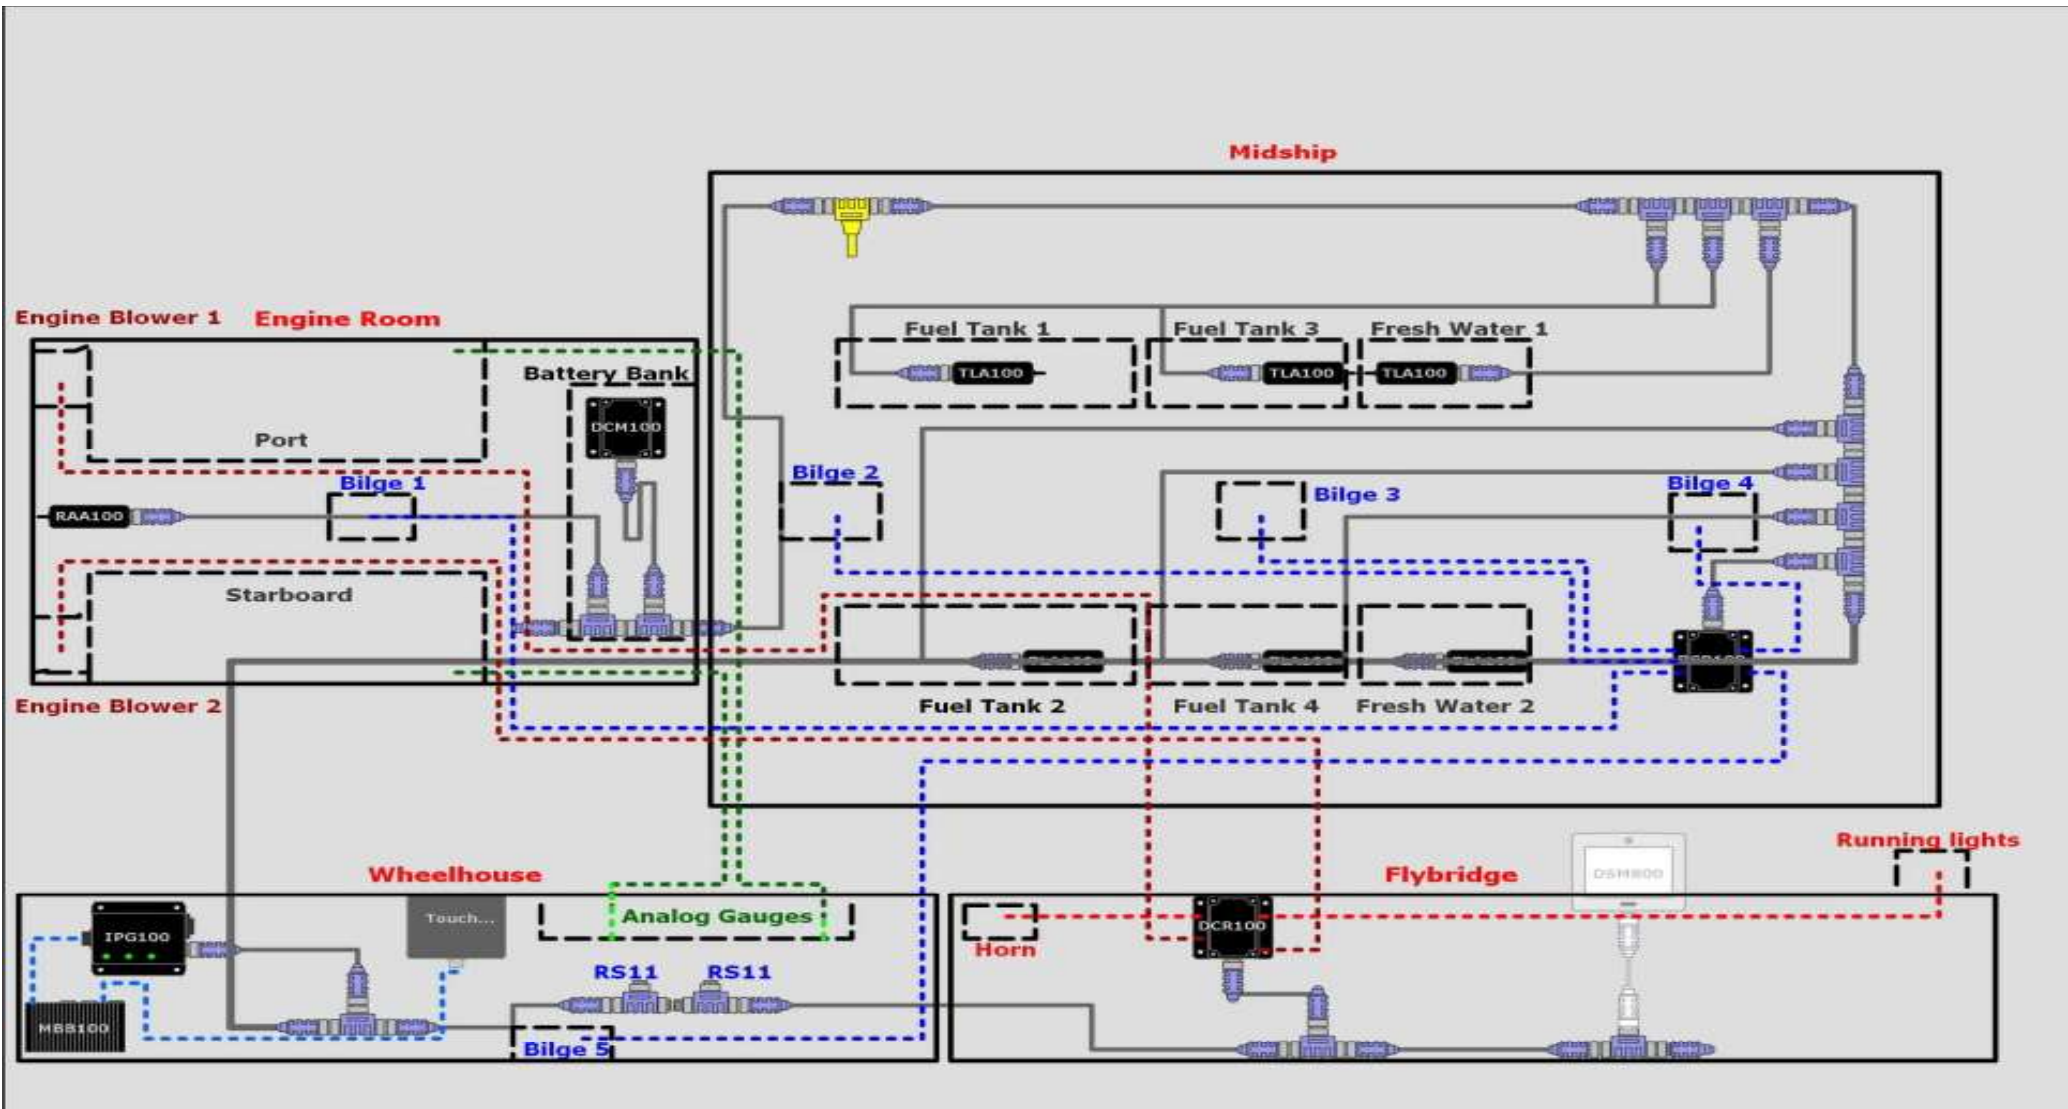 Midship
Engine Blower 1
Engine Room
Fuel Tank 1
Fuel Tank 3
Fresh Water 1
Battery Bank
TLA100
TLA100
TLA100
DCM100
Port
Bilge 1
Bilge 2
Bilge 3
Bilge 4
RAA100
Starboard
Engine Blower 2
Fuel Tank 2
Fuel Tank 4
Fresh Water 2
Running lights
Wheelhouse
Flybridge
DSM800
Touch...
Analog Gauges
IPG100
DCR100
Horn
RS11
RS11
MBB100
Bilge 5